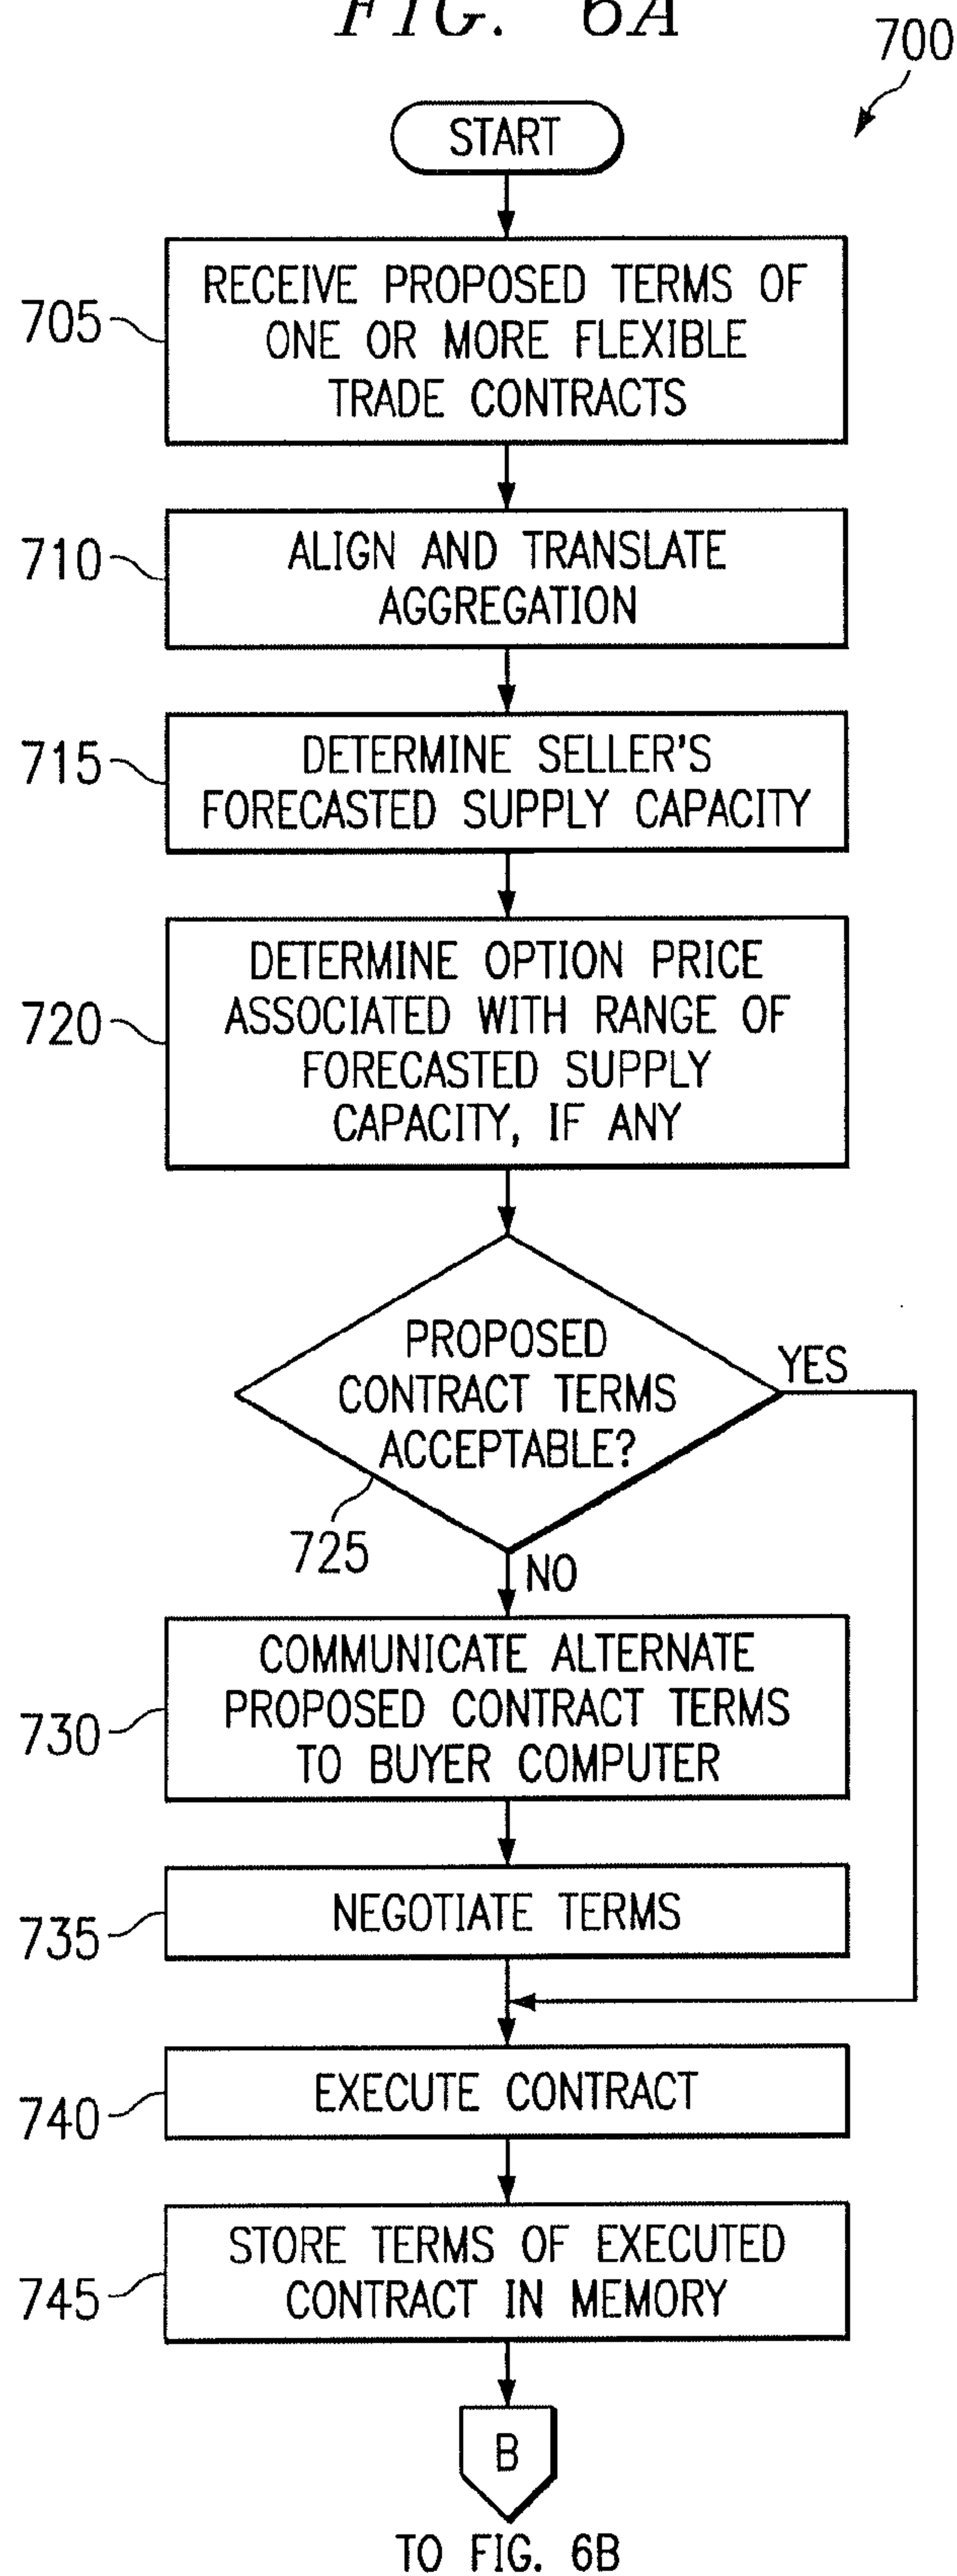 FIG. 6A
700
START
705
RECEIVE PROPOSED TERMS OF
ONE OR MORE FLEXIBLE
TRADE CONTRACTS
710
ALIGN AND TRANSLATE
AGGREGATION
715
DETERMINE SELLER'S
FORECASTED SUPPLY CAPACITY
720
DETERMINE OPTION PRICE
ASSOCIATED WITH RANGE OF
FORECASTED SUPPLY
CAPACITY, IF ANY
PROPOSED
CONTRACT TERMS
ACCEPTABLE?
YES
725
NO
730
COMMUNICATE ALTERNATE
PROPOSED CONTRACT TERMS
TO BUYER COMPUTER
735
NEGOTIATE TERMS
740
EXECUTE CONTRACT
745
STORE TERMS OF EXECUTED
CONTRACT IN MEMORY
B
TO FIG. 6B